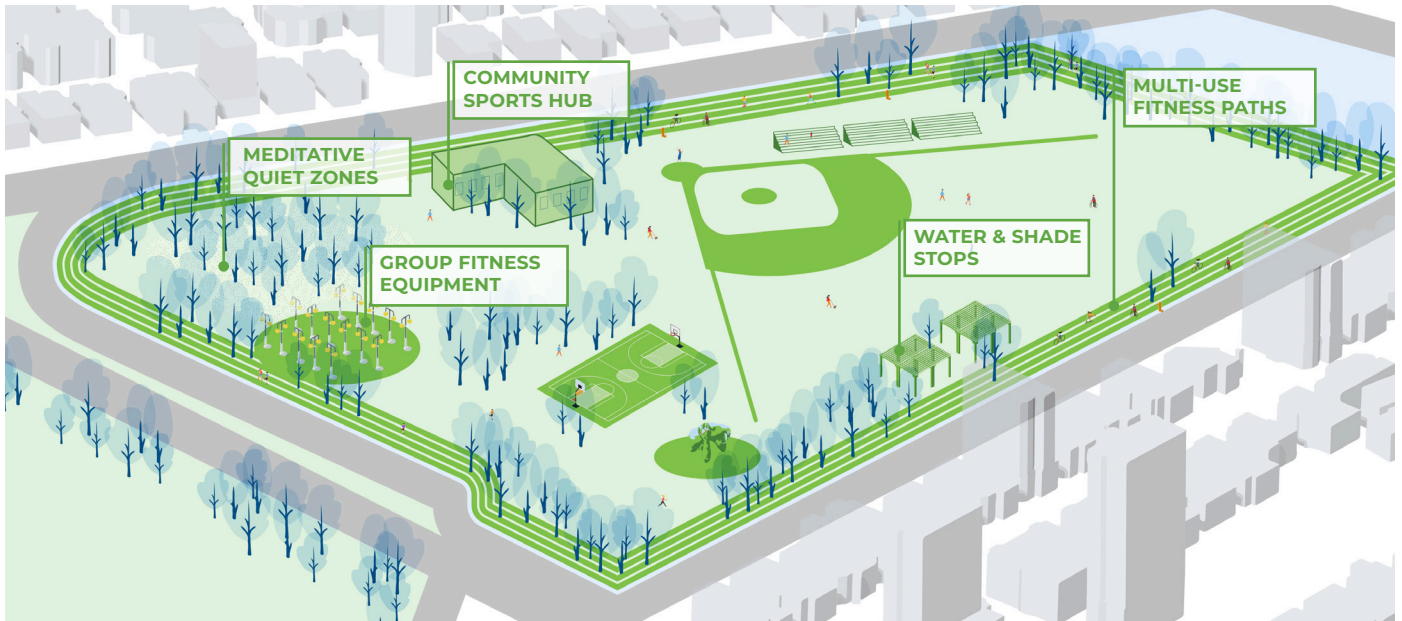 COMMUNITY
SPORTS HUB
MULTI-USE
FITNESS PATHS
MEDITATIVE
QUIET ZONES
WATER & SHADE
STOPS
GROUP FITNESS
EQUIPMENT